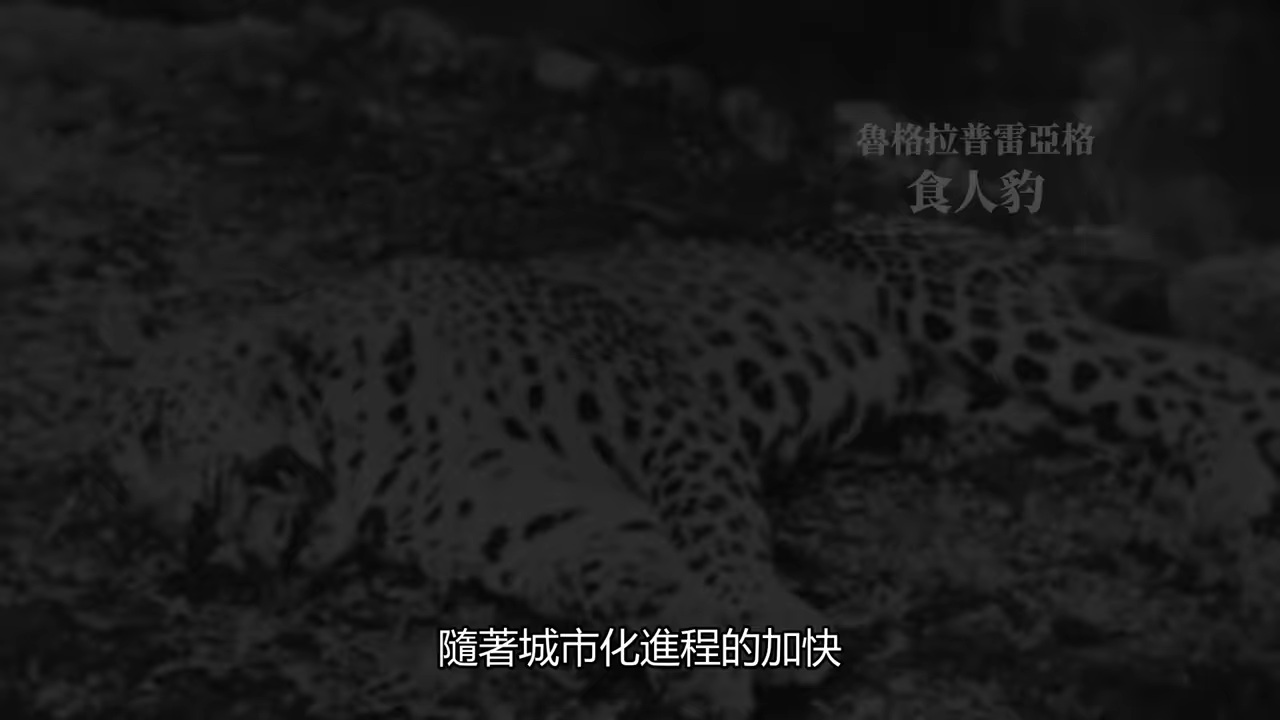 魯格拉普雷亞格
食人豹
隨著城市化進程的加快